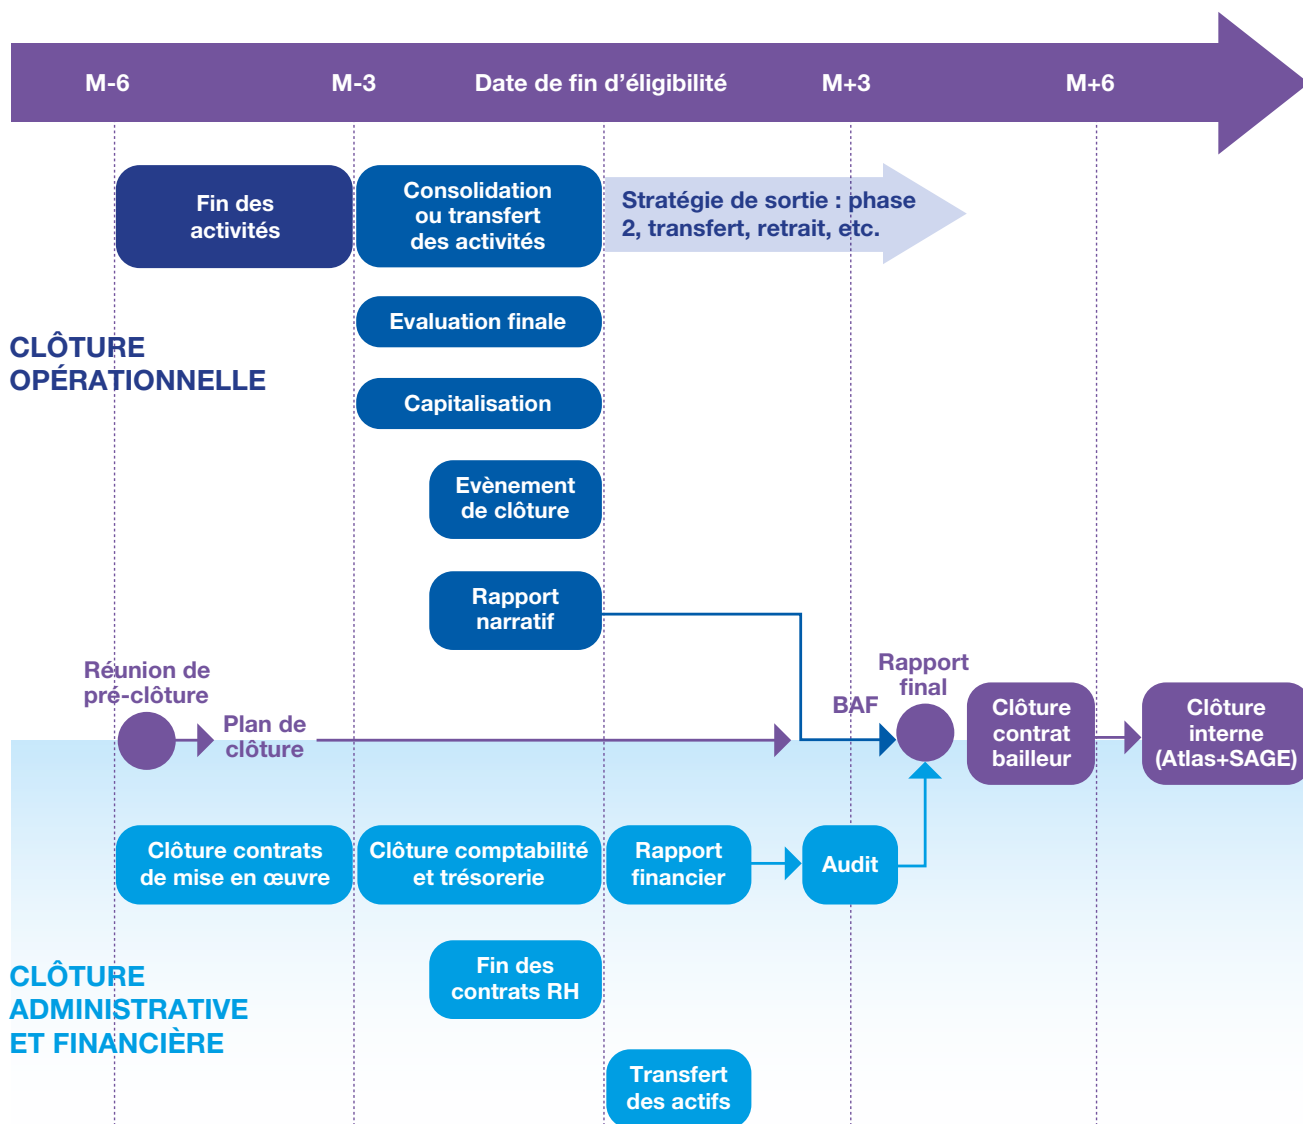 M-6
M-3
Date de fin d'éligibilité
M+3
M+6
Fin des
activités
Consolidation
ou transfert
des activités
Stratégie de sortie : phase
2, transfert, retrait, etc.
Evaluation finale
CLÔTURE
OPÉRATIONNELLE
Capitalisation
Evènement
de clôture
Rapport
narratif
Réunion de
pré-clôture
Plan de
clôture
BAF
Rapport
final
Clôture
contrat
bailleur
Clôture
interne
(Atlas+SAGE)
Clôture contrats
de mise en œuvre
Clôture comptabilité
et trésorerie
Rapport
financier
Audit
Fin des
contrats RH
CLÔTURE
ADMINISTRATIVE
ET FINANCIÈRE
Transfert
des actifs